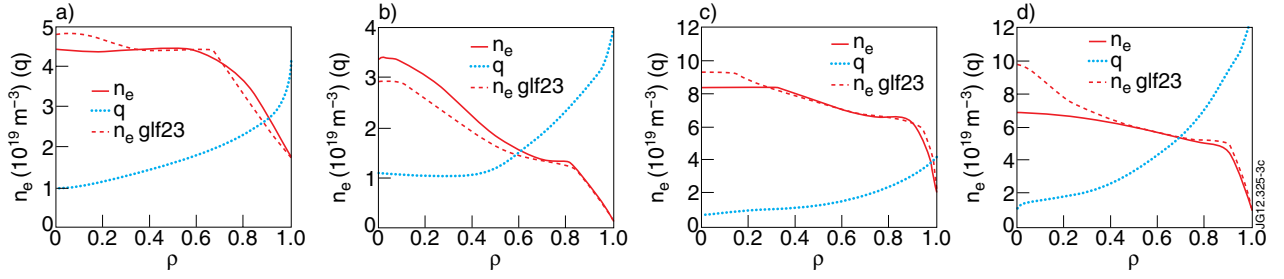 a)
5
4
3
2
1
0
n_e (10^19 m^−3) (q)
n_e
q
n_e glf23
0 0.2 0.4 0.6 0.8 1.0
ρ
b)
4
3
2
1
0
n_e (10^19 m^−3) (q)
n_e
q
n_e glf23
0 0.2 0.4 0.6 0.8 1.0
ρ
c)
12
10
8
6
4
2
0
n_e (10^19 m^−3) (q)
n_e
q
n_e glf23
0 0.2 0.4 0.6 0.8 1.0
ρ
d)
12
10
8
6
4
2
0
n_e (10^19 m^−3) (q)
n_e
q
n_e glf23
0 0.2 0.4 0.6 0.8 1.0
ρ
JG12.325-3c